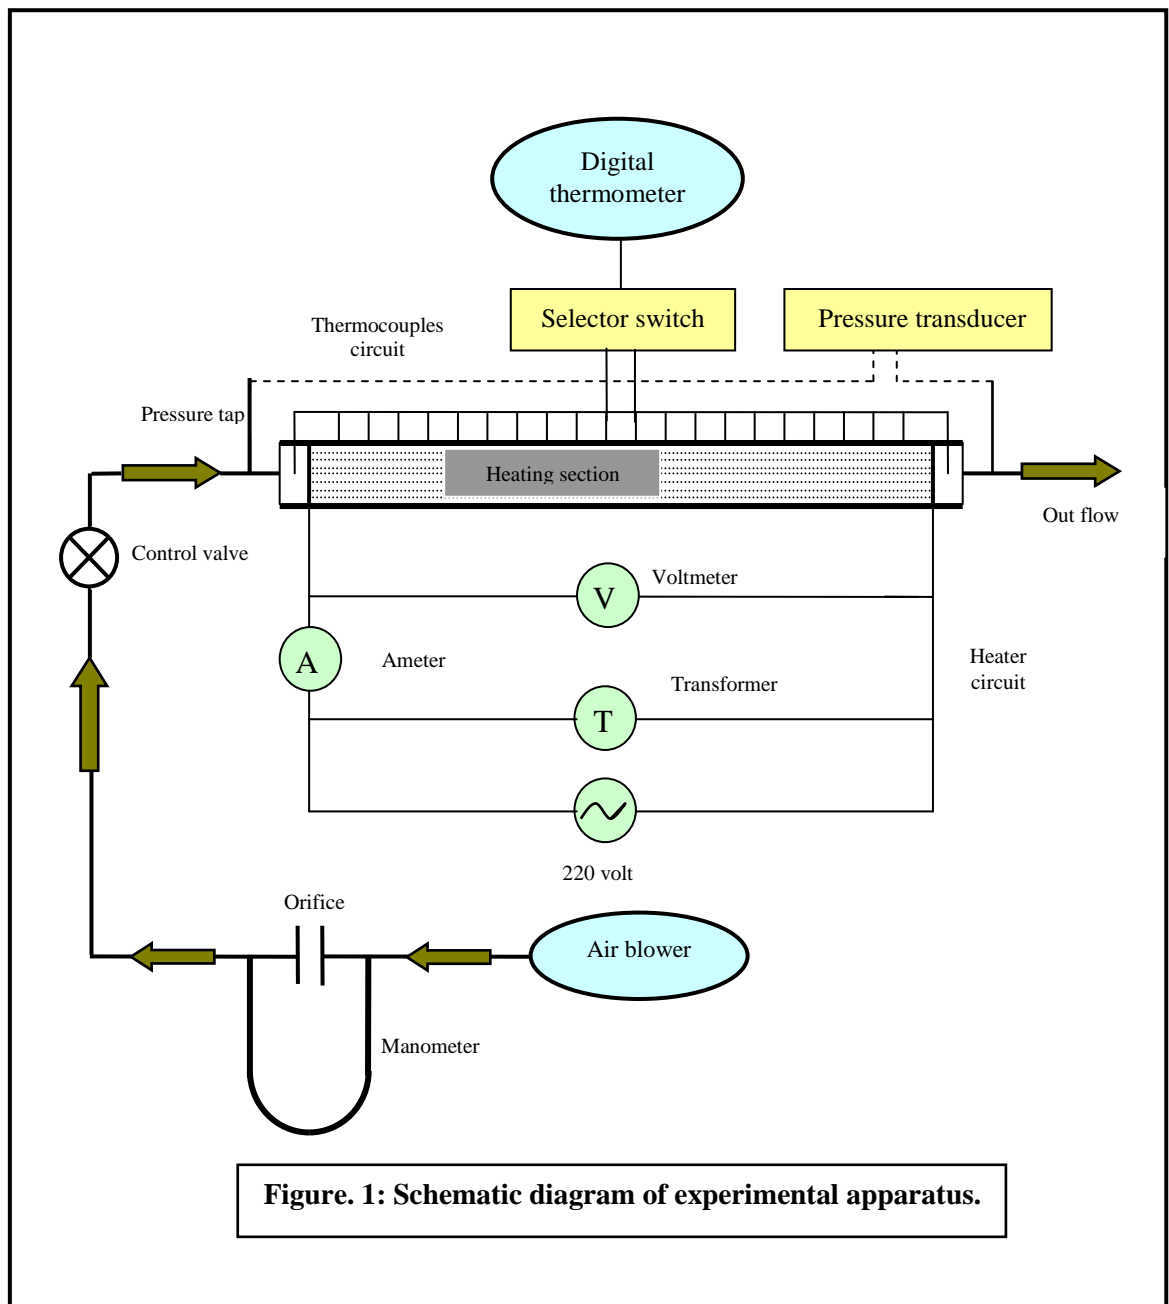 Digital
thermometer
Selector switch
Pressure transducer
Thermocouples
circuit
Pressure tap
Heating section
Out flow
Control valve
Voltmeter
V
A
Ameter
Heater
circuit
Transformer
T
220 volt
Orifice
Air blower
Manometer
Figure. 1: Schematic diagram of experimental apparatus.